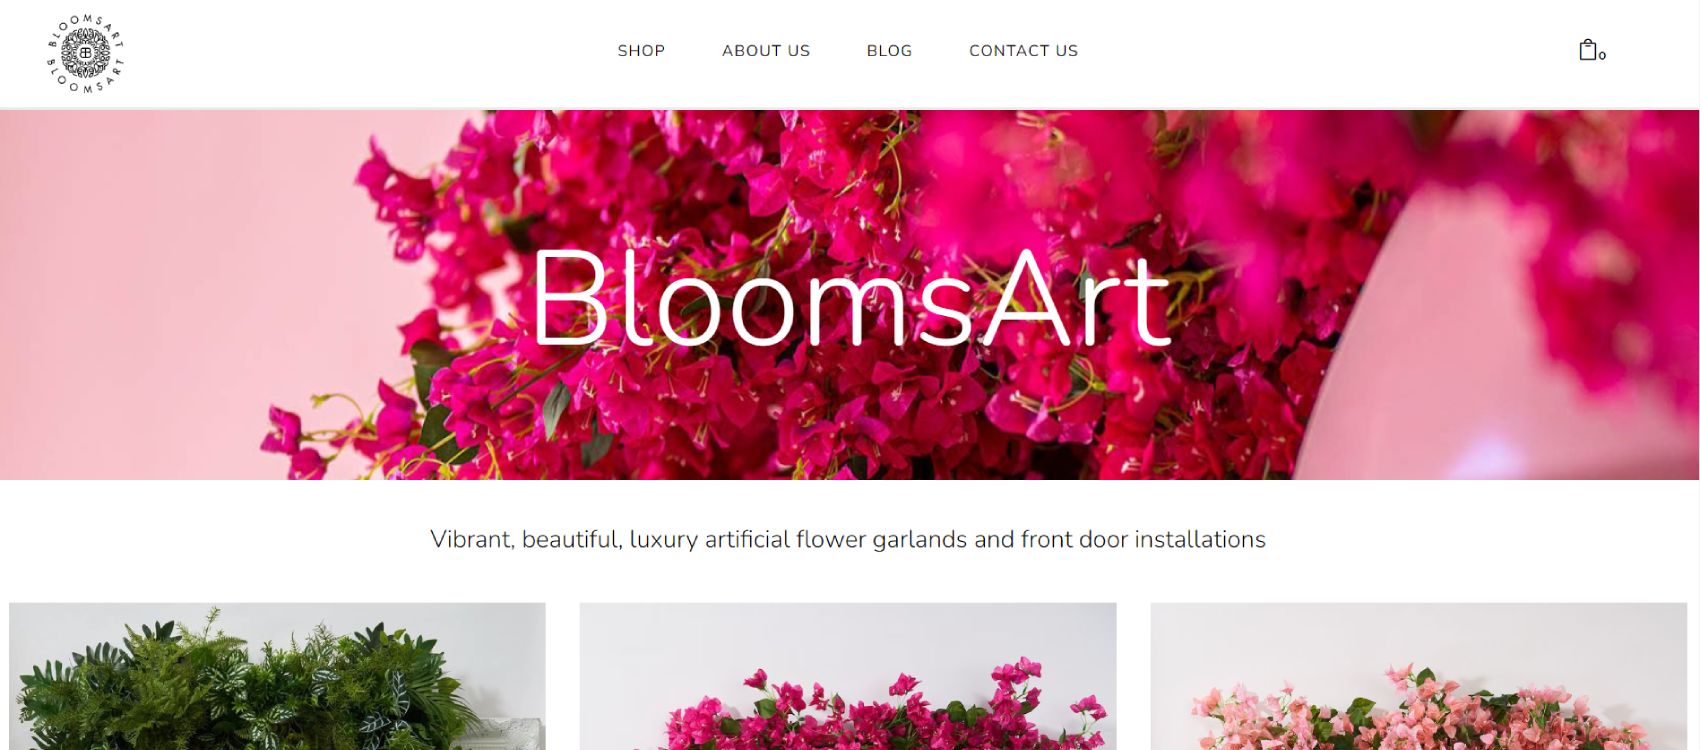 BLOOMSART
BLOOMSART
SHOP
ABOUT US
BLOG
CONTACT US
0
BloomsArt
Vibrant, beautiful, luxury artificial flower garlands and front door installations